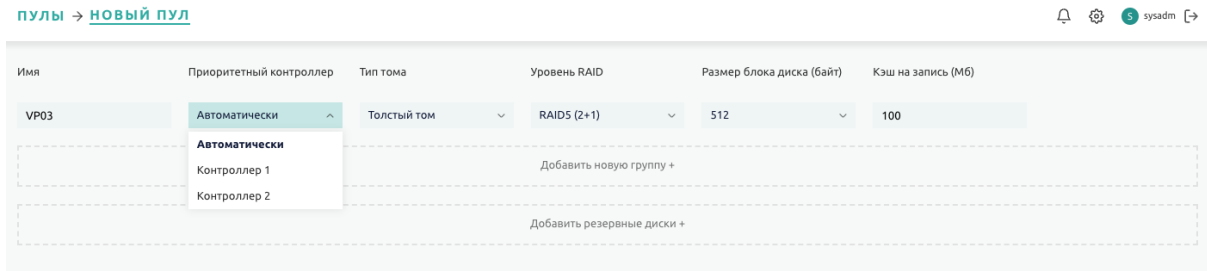 ПУЛЫ → НОВЫЙ ПУЛ
S sysadm
Имя Приоритетный контроллер Тип тома Уровень RAID Размер блока диска (байт) Кэш на запись (Мб)
VP03 Автоматически Толстый том RAID5 (2+1) 512 100
Автоматически
Контроллер 1
Контроллер 2
Добавить новую группу +
Добавить резервные диски +